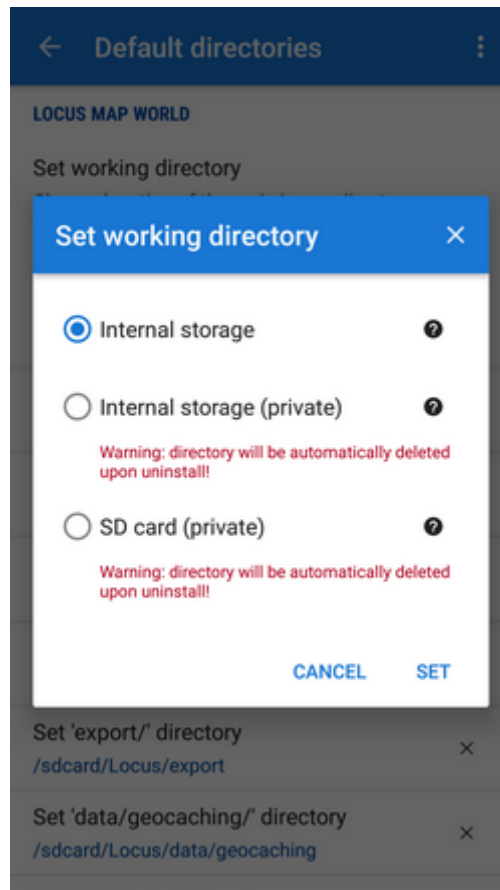 Default directories
LOCUS MAP WORLD
Set working directory
Set working directory
Internal storage
Internal storage (private)
Warning: directory will be automatically deleted
upon uninstall!
SD card (private)
Warning: directory will be automatically deleted
upon uninstall!
CANCEL SET
Set 'export/' directory
/sdcard/Locus/export
Set 'data/geocaching/' directory
/sdcard/Locus/data/geocaching